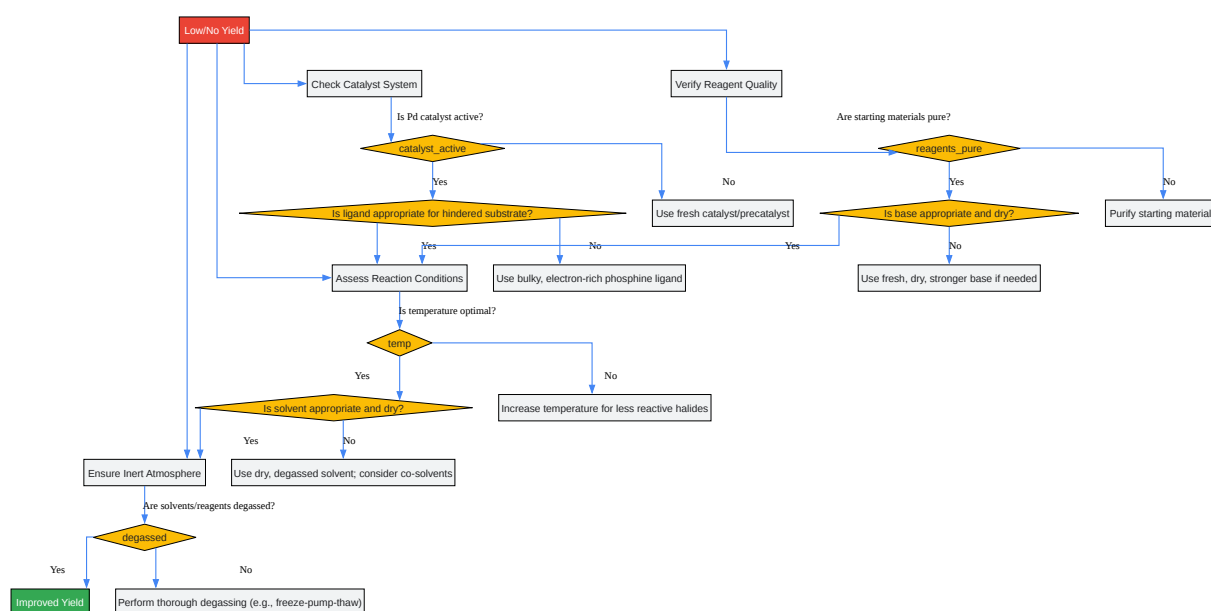 Low/No Yield
Check Catalyst System
Verify Reagent Quality
Is Pd catalyst active?
Are starting materials pure?
catalyst_active
reagents_pure
Yes
No
Yes
No
Is ligand appropriate for hindered substrate?
Use fresh catalyst/precatalyst
Is base appropriate and dry?
Purify starting material
Yes
No
Yes
No
Assess Reaction Conditions
Use bulky, electron-rich phosphine ligand
Use fresh, dry, stronger base if needed
Is temperature optimal?
temp
Yes
No
Is solvent appropriate and dry?
Increase temperature for less reactive halides
Yes
No
Ensure Inert Atmosphere
Use dry, degassed solvent; consider co-solvents
Are solvents/reagents degassed?
degassed
Yes
No
Improved Yield
Perform thorough degassing (e.g., freeze-pump-thaw)